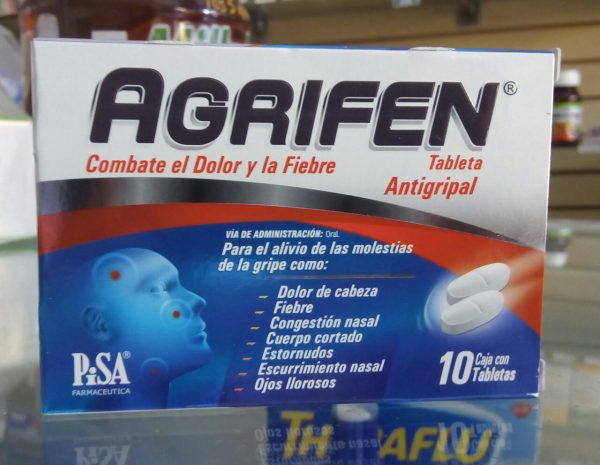 AGRIFEN®
Combate el Dolor y la Fiebre
Tableta
Antigripal
VÍA DE ADMINISTRACIÓN: Oral.
Para el alivio de las molestias
de la gripe como:
Dolor de cabeza
Fiebre
Congestión nasal
Cuerpo cortado
Estornudos
Escurrimiento nasal
Ojos llorosos
PiSA®
FARMACEUTICA
10 Caja con
Tabletas